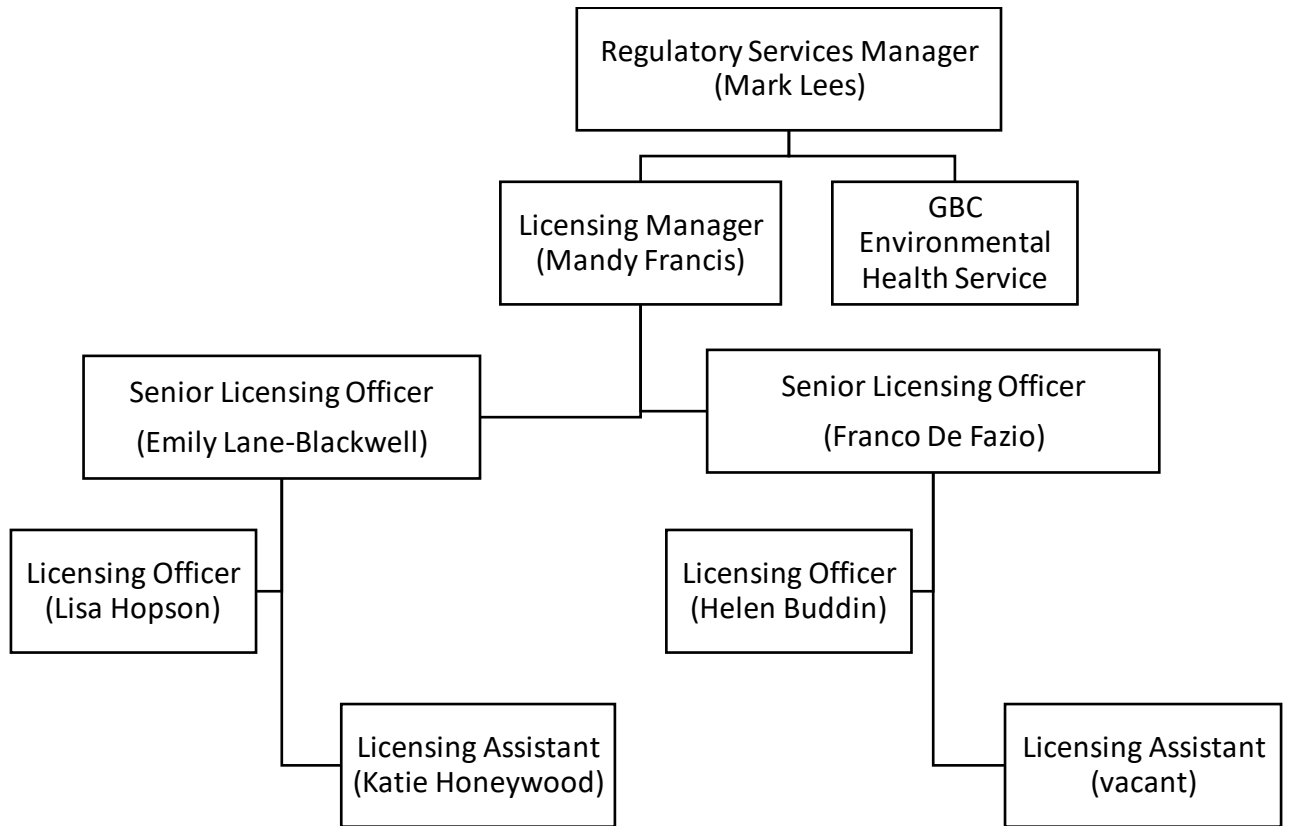 Regulatory Services Manager
(Mark Lees)
Licensing Manager
(Mandy Francis)
GBC
Environmental
Health Service
Senior Licensing Officer
(Emily Lane-Blackwell)
Senior Licensing Officer
(Franco De Fazio)
Licensing Officer
(Lisa Hopson)
Licensing Officer
(Helen Buddin)
Licensing Assistant
(Katie Honeywood)
Licensing Assistant
(vacant)